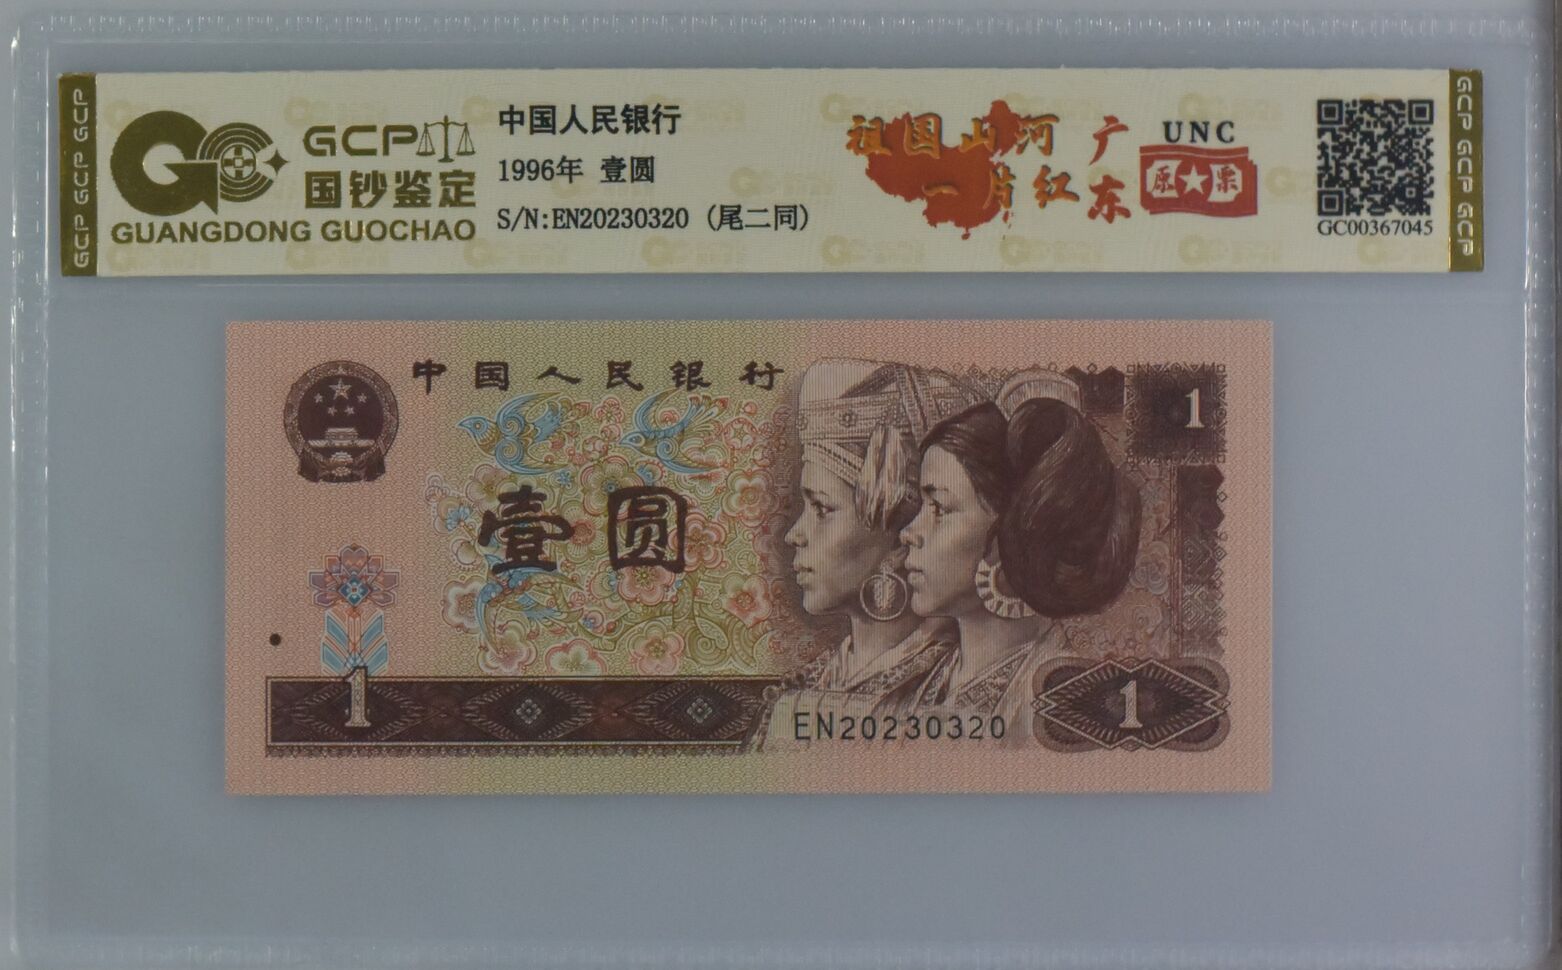 GCP GCP GCP
GCP
国钞鉴定
GUANGDONG GUOCHAO
中国人民银行
1996年 壹圆
S/N:EN20230320 (尾二同)
祖国山河
一片红
广东
UNC
原★票
GC00367045
GCP GCP GCP
中国人民银行
1
壹圆
1
EN20230320
1